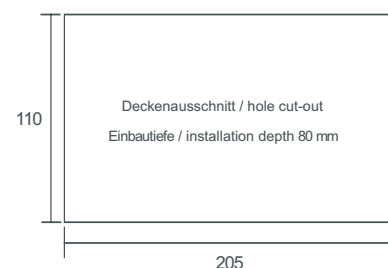 Deckenausschnitt / hole cut-out
110
Einbautiefe / installation depth 80 mm
205